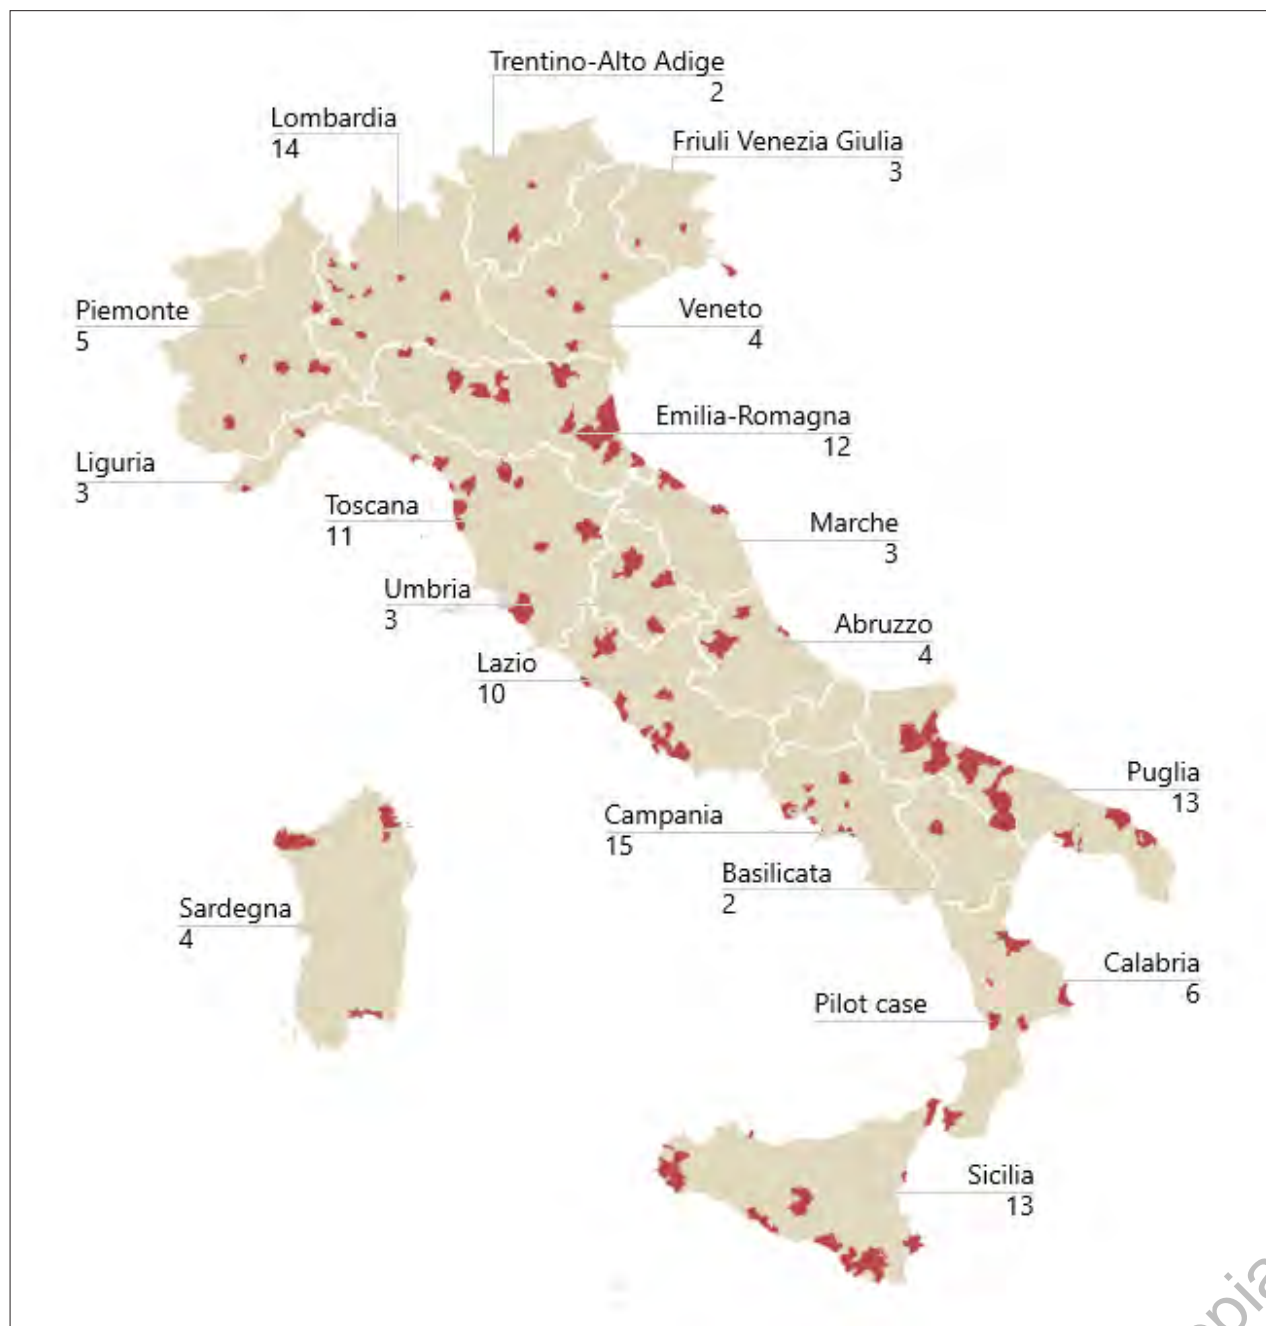 Trentino-Alto Adige
2
Lombardia
14
Friuli Venezia Giulia
3
Piemonte
5
Veneto
4
Emilia-Romagna
12
Liguria
3
Toscana
11
Marche
3
Umbria
3
Abruzzo
4
Lazio
10
Puglia
13
Campania
15
Basilicata
2
Sardegna
4
Calabria
6
Pilot case
Sicilia
13